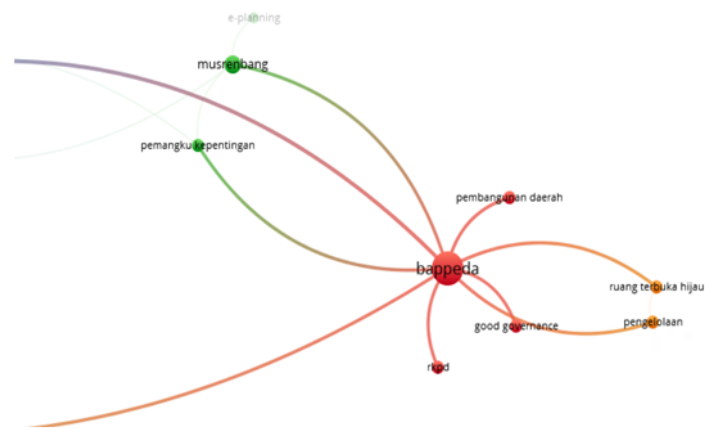 e-planning
musrenbang
pemangku kepentingan
pembangunan daerah
bappeda
ruang terbuka hijau
good governance
pengelolaan
rkpd